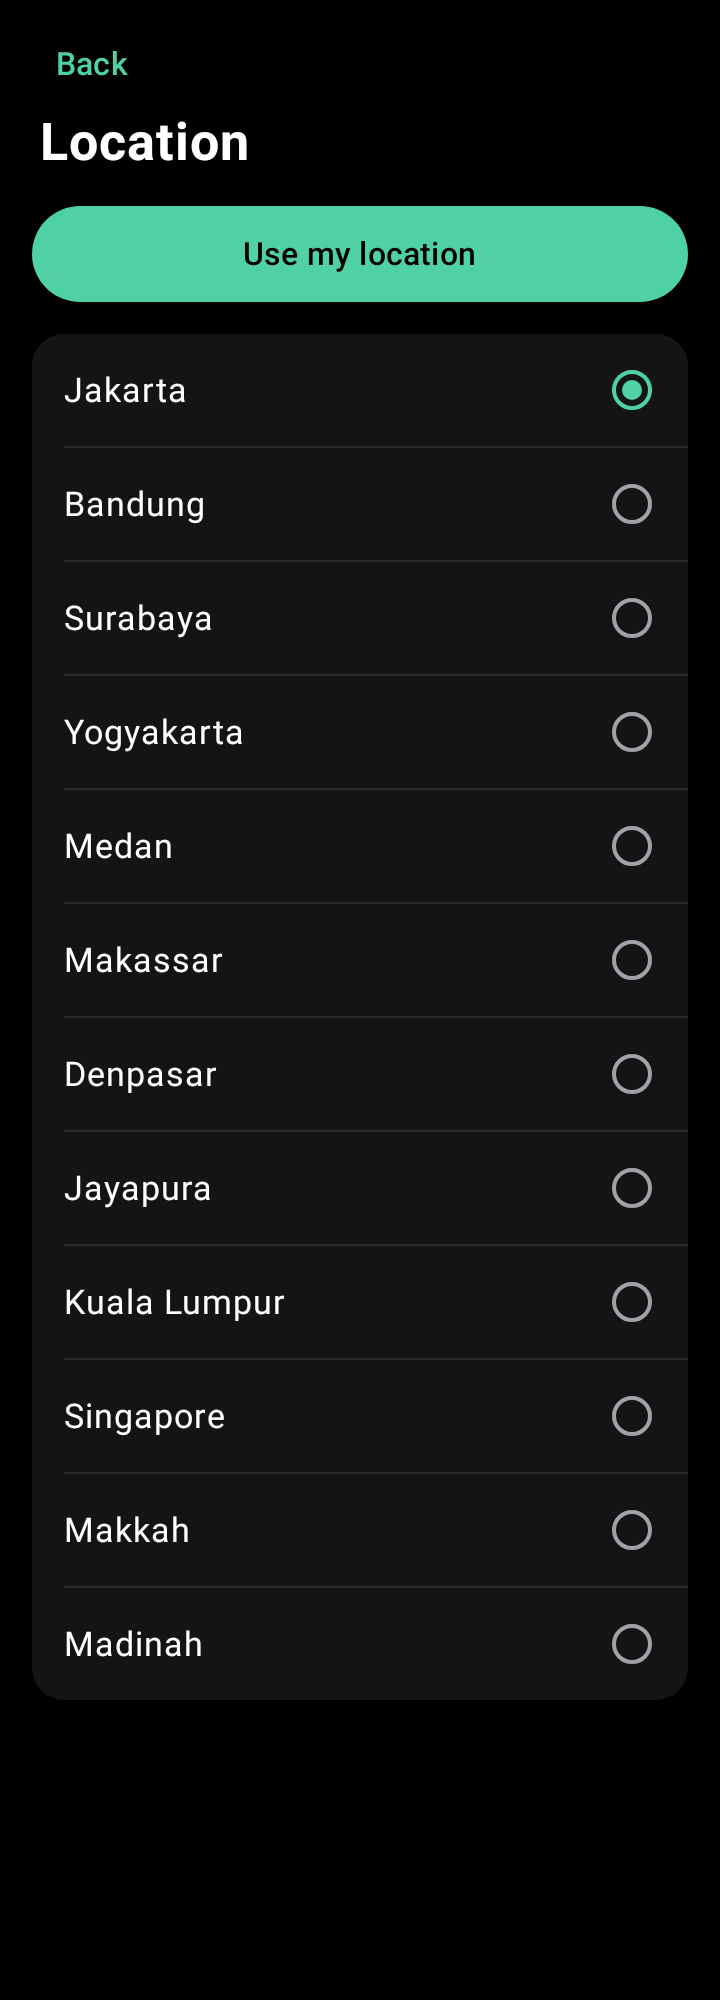 Back
Location
Use my location
Jakarta
Bandung
Surabaya
Yogyakarta
Medan
Makassar
Denpasar
Jayapura
Kuala Lumpur
Singapore
Makkah
Madinah